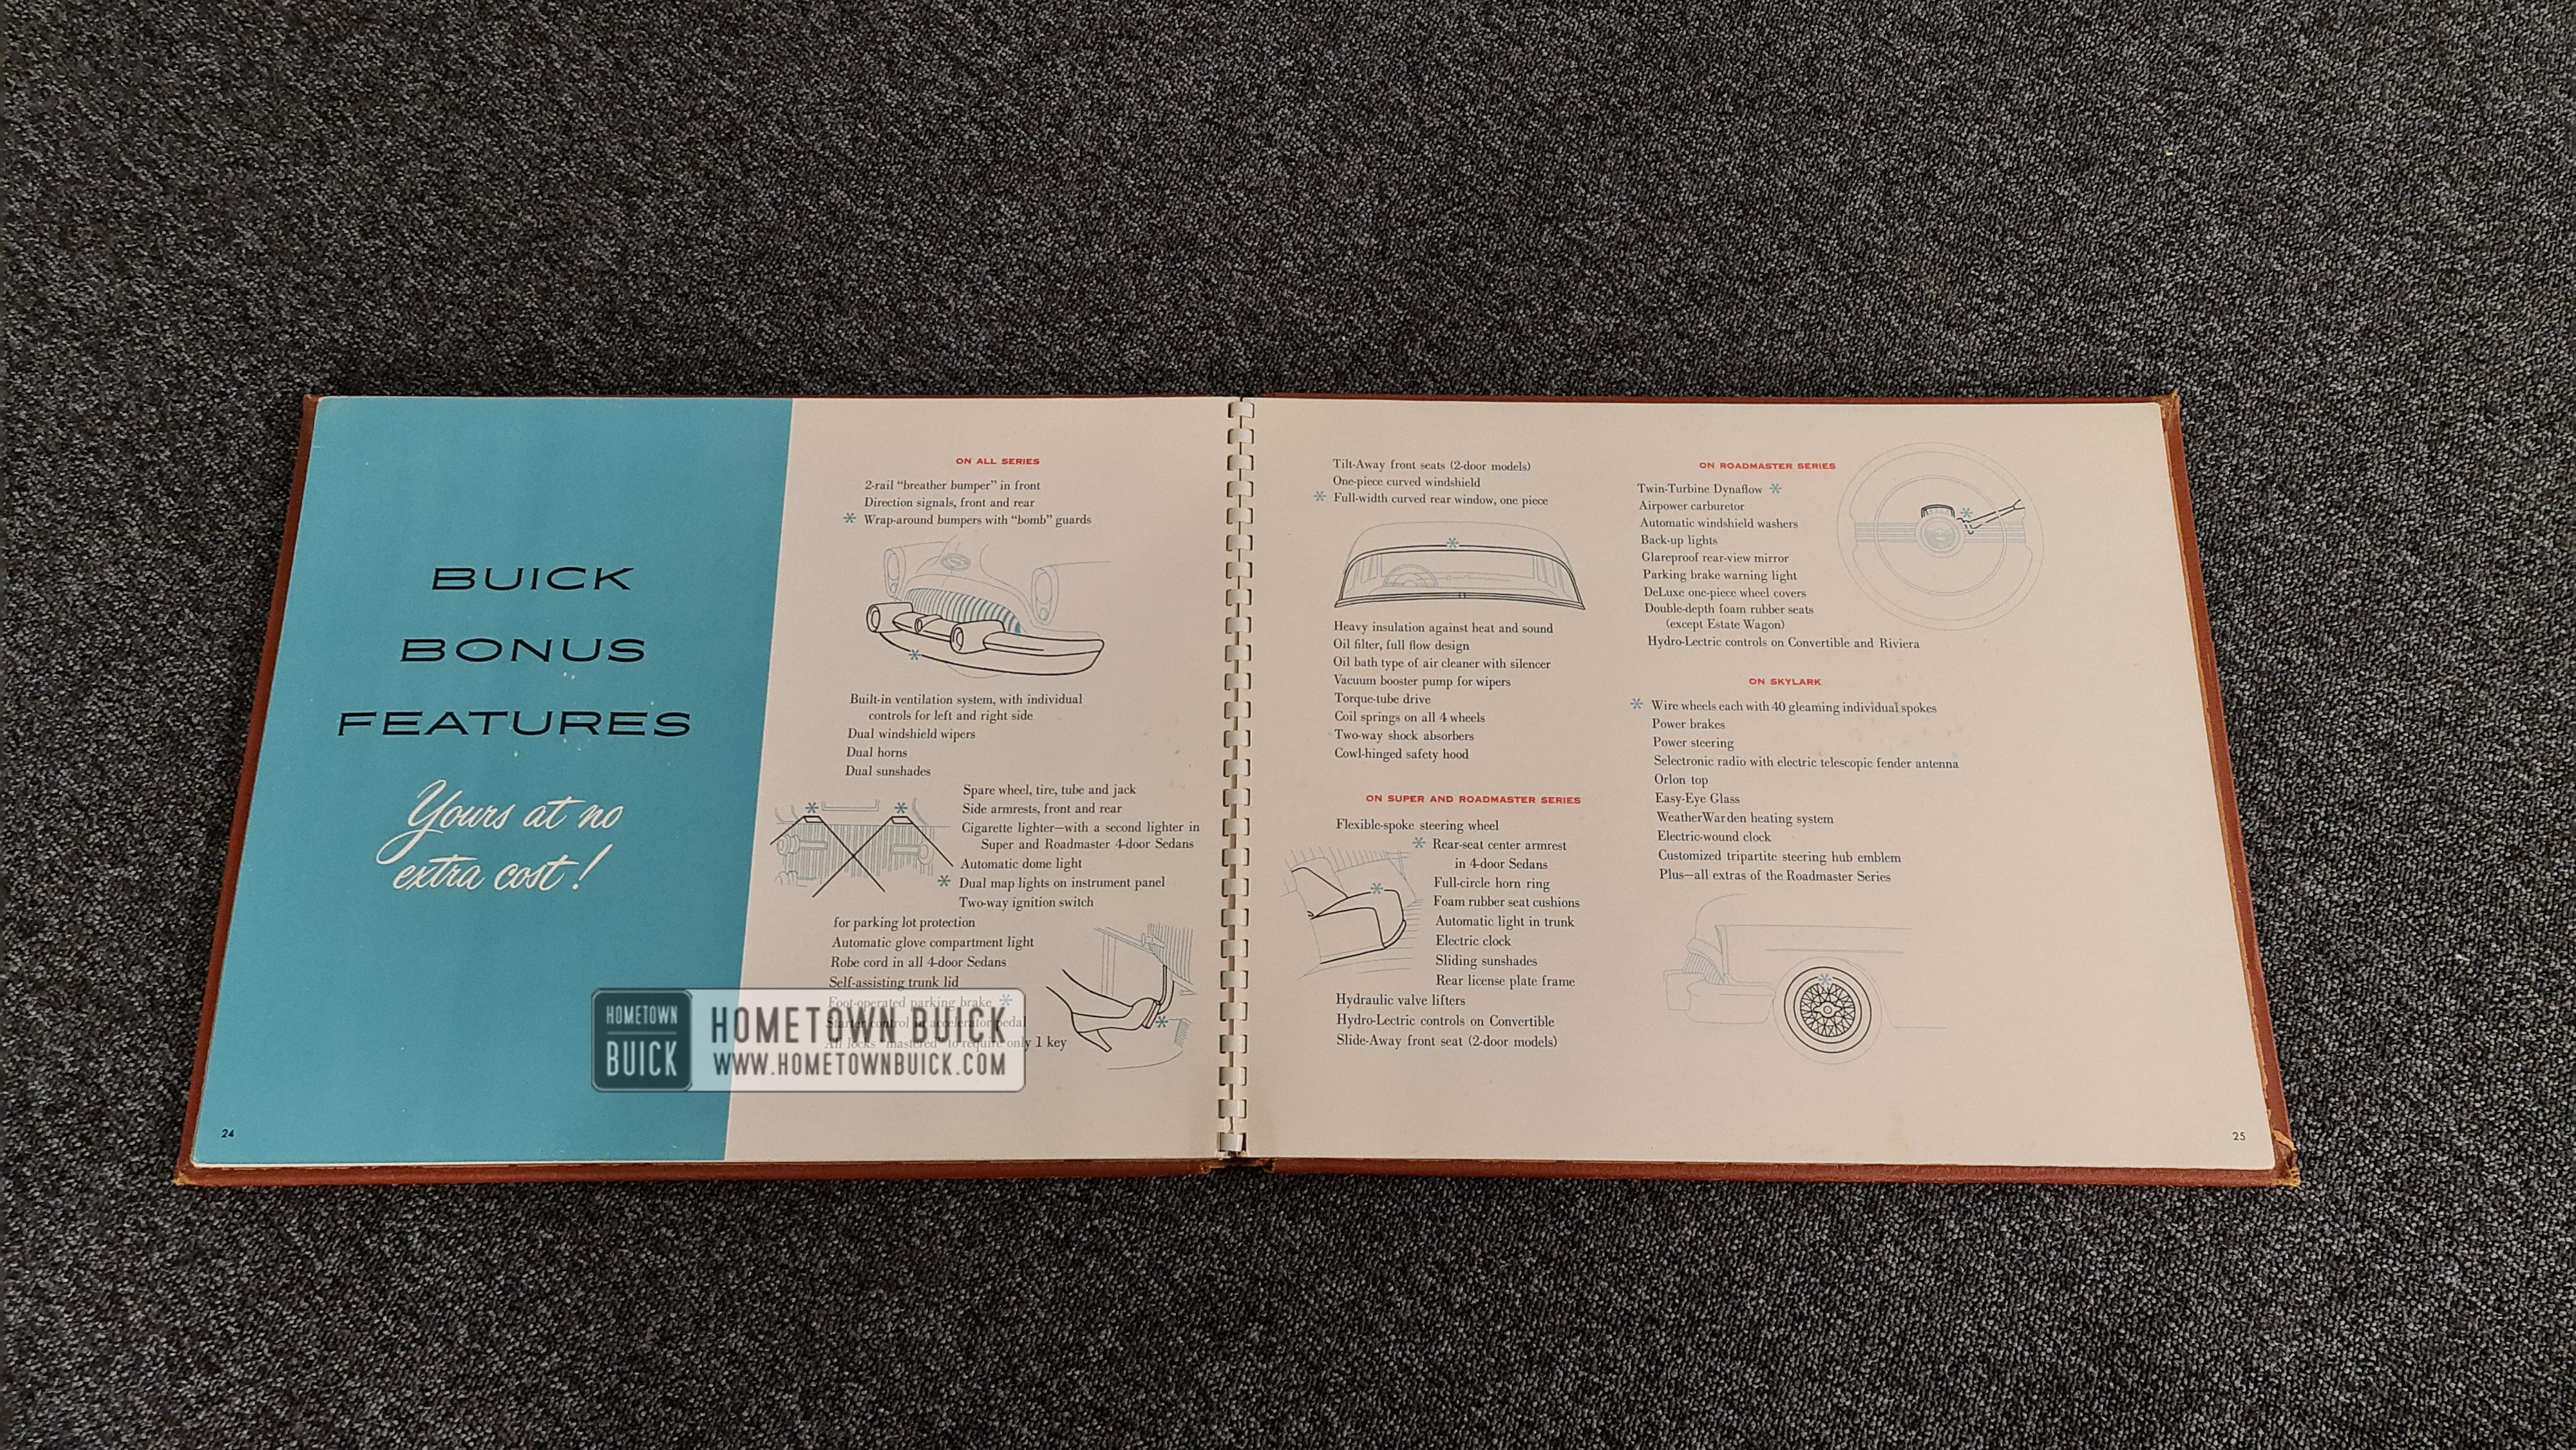 BUICK
BONUS
FEATURES
Yours at no
extra cost!
24
ON ALL SERIES
2-rail “breather bumper” in front
Direction signals, front and rear
* Wrap-around bumpers with “bomb” guards
Built-in ventilation system, with individual
controls for left and right side
Dual windshield wipers
Dual horns
Dual sunshades
Spare wheel, tire, tube and jack
Side armrests, front and rear
Cigarette lighter—with a second lighter in
Super and Roadmaster 4-door Sedans
Automatic dome light
* Dual map lights on instrument panel
Two-way ignition switch
for parking lot protection
Automatic glove compartment light
Robe cord in all 4-door Sedans
Self-assisting trunk lid
Foot-operated parking brake *
Starter control in accelerator pedal
All locks “mastered” to require only 1 key
HOMETOWN
BUICK
HOMETOWN BUICK
WWW.HOMETOWNBUICK.COM
Tilt-Away front seats (2-door models)
One-piece curved windshield
* Full-width curved rear window, one piece
Heavy insulation against heat and sound
Oil filter, full flow design
Oil bath type of air cleaner with silencer
Vacuum booster pump for wipers
Torque-tube drive
Coil springs on all 4 wheels
Two-way shock absorbers
Cowl-hinged safety hood
ON SUPER AND ROADMASTER SERIES
Flexible-spoke steering wheel
* Rear-seat center armrest
in 4-door Sedans
Full-circle horn ring
Foam rubber seat cushions
Automatic light in trunk
Electric clock
Sliding sunshades
Rear license plate frame
Hydraulic valve lifters
Hydro-Lectric controls on Convertible
Slide-Away front seat (2-door models)
ON ROADMASTER SERIES
Twin-Turbine Dynaflow *
Airpower carburetor
Automatic windshield washers
Back-up lights
Glareproof rear-view mirror
Parking brake warning light
DeLuxe one-piece wheel covers
Double-depth foam rubber seats
(except Estate Wagon)
Hydro-Lectric controls on Convertible and Riviera
ON SKYLARK
* Wire wheels each with 40 gleaming individual spokes
Power brakes
Power steering
Selectronic radio with electric telescopic fender antenna
Orlon top
Easy-Eye Glass
WeatherWarden heating system
Electric-wound clock
Customized tripartite steering hub emblem
Plus—all extras of the Roadmaster Series
25